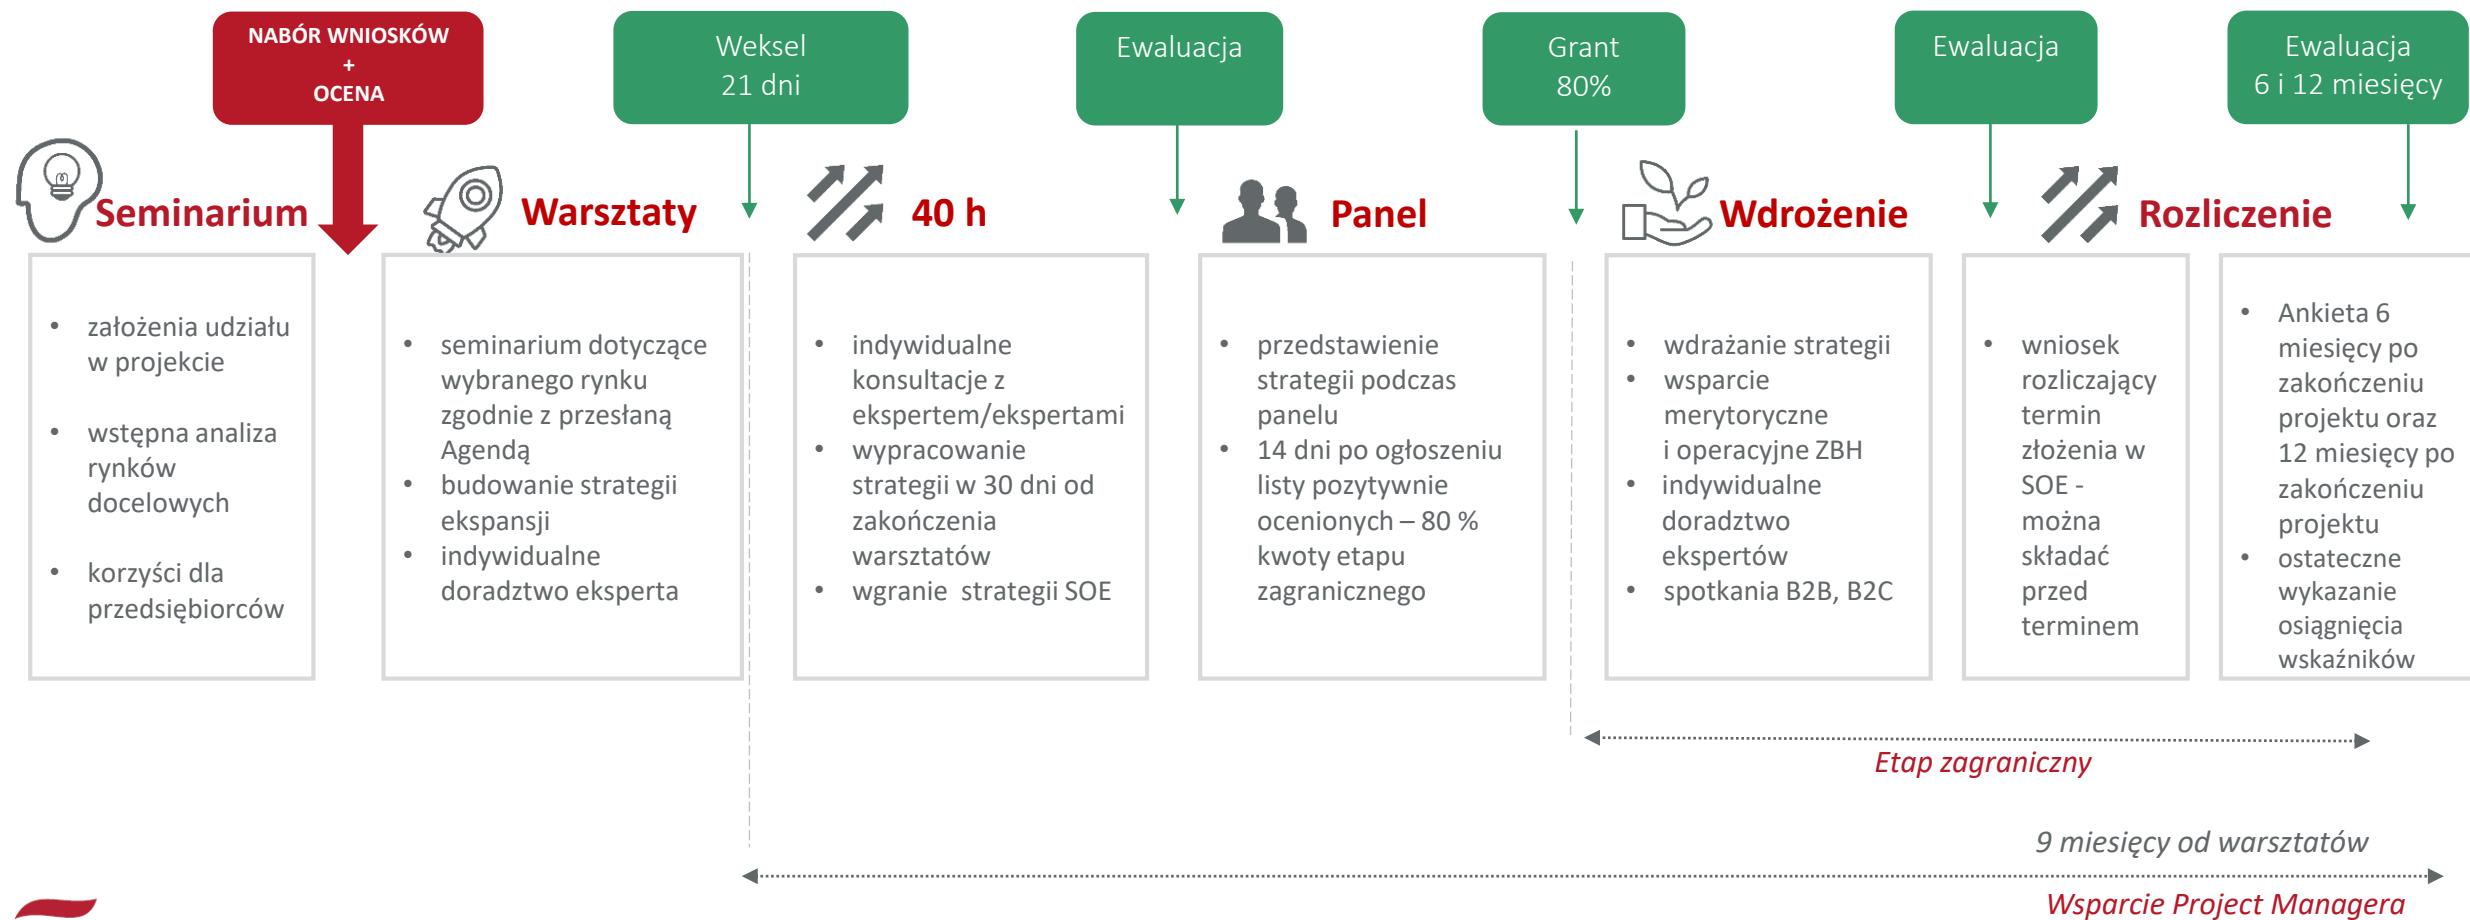 NABÓR WNIOSKÓW
+
OCENA
Weksel
21 dni
Ewaluacja
Grant
80%
Ewaluacja
Ewaluacja
6 i 12 miesięcy
Seminarium
Warsztaty
40 h
Panel
Wdrożenie
Rozliczenie
• założenia udziału
w projekcie
• wstępna analiza
rynków
docelowych
• korzyści dla
przedsiębiorców
• seminarium dotyczące
wybranego rynku
zgodnie z przesłaną
Agendą
• budowanie strategii
ekspansji
• indywidualne
doradztwo eksperta
• indywidualne
konsultacje z
ekspertem/ekspertami
• wypracowanie
strategii w 30 dni od
zakończenia
warsztatów
• wgranie strategii SOE
• przedstawienie
strategii podczas
panelu
• 14 dni po ogłoszeniu
listy pozytywnie
ocenionych – 80 %
kwoty etapu
zagranicznego
• wdrażanie strategii
• wsparcie
merytoryczne
i operacyjne ZBH
• indywidualne
doradztwo
ekspertów
• spotkania B2B, B2C
• wniosek
rozliczający
termin
złożenia w
SOE -
można
składać
przed
terminem
• Ankieta 6
miesięcy po
zakończeniu
projektu oraz
12 miesięcy po
zakończeniu
projektu
• ostateczne
wykazanie
osiągnięcia
wskaźników
Etap zagraniczny
9 miesięcy od warsztatów
Wsparcie Project Managera